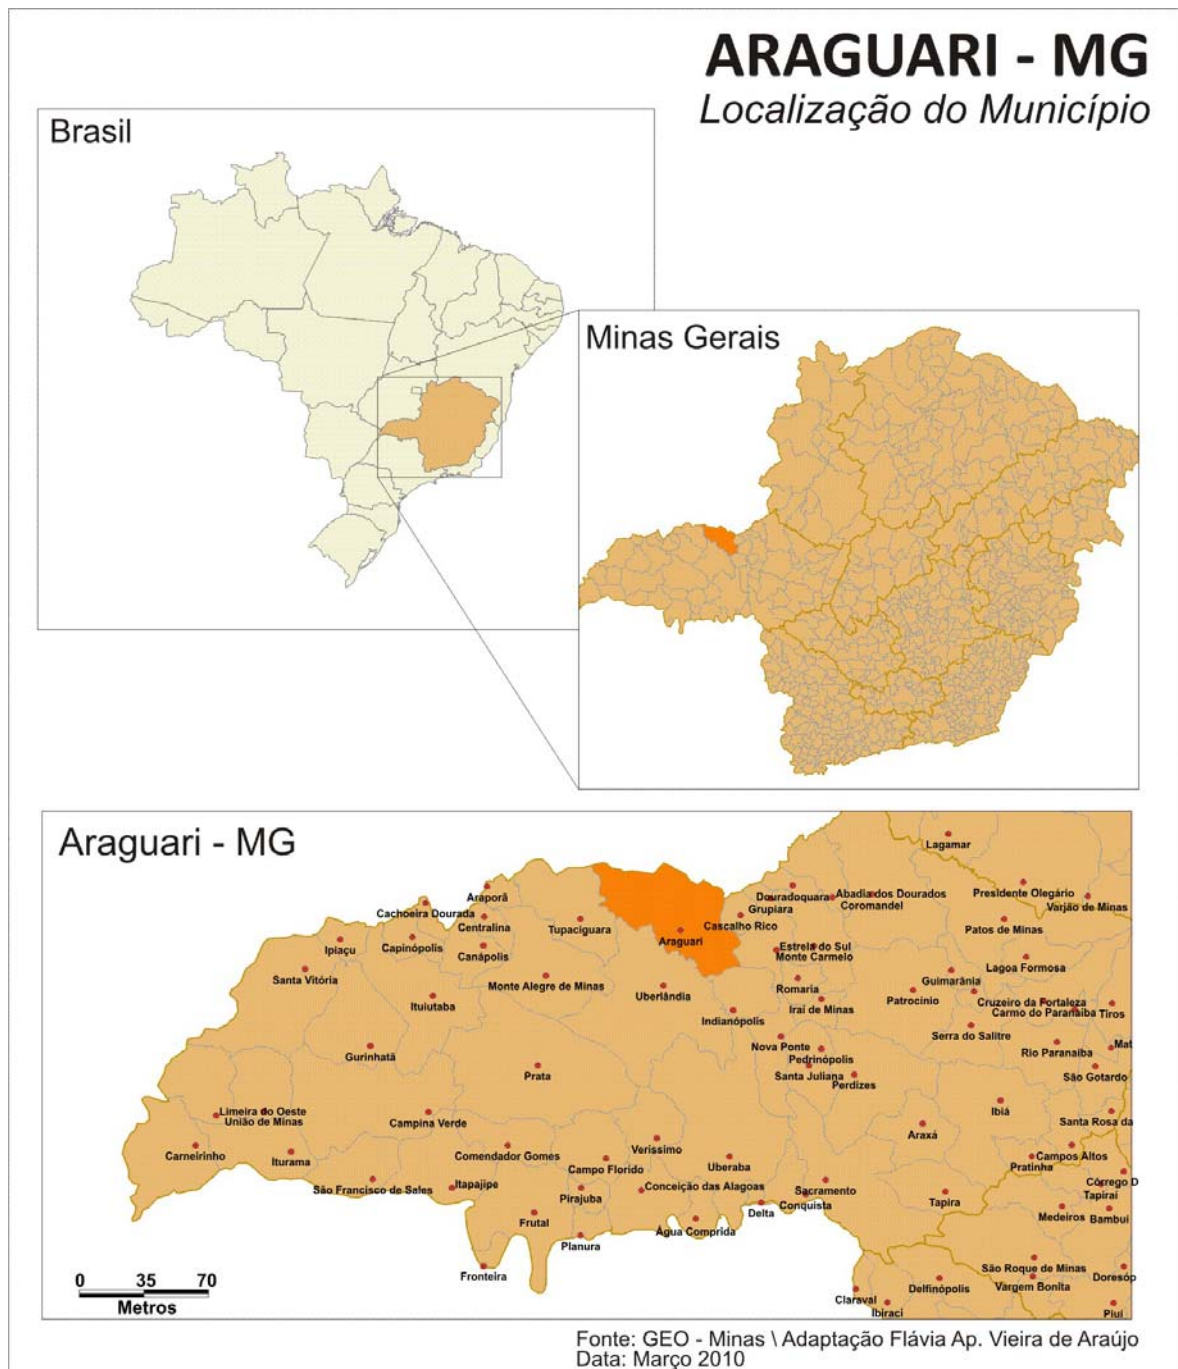 ARAGUARI - MG
Localização do Município
Brasil
Minas Gerais
Araguari - MG
Lagamar
Presidente Olegário
Varjão de Minas
Patos de Minas
Douradoquara
Abadia dos Dourados
Coromandel
Grupiara
Cascalho Rico
Araporã
Cachoeira Dourada
Centralina
Tupaciguara
Araguari
Ipiaçu
Capinópolis
Canápolis
Estrela do Sul
Monte Carmelo
Lagoa Formosa
Santa Vitória
Monte Alegre de Minas
Uberlândia
Romaria
Guimarânia
Patrocínio
Cruzeiro da Fortaleza
Carmo do Paranaíba
Tiros
Ituiutaba
Indianópolis
Iraí de Minas
Serra do Salitre
Gurinhatã
Nova Ponte
Pedrinópolis
Rio Paranaíba
Mat
Prata
Santa Juliana
Perdizes
São Gotardo
Limeira do Oeste
União de Minas
Campina Verde
Ibiá
Santa Rosa da
Araxá
Carneirinho
Iturama
Comendador Gomes
Veríssimo
Campo Florido
Uberaba
Pratinha
Campos Altos
São Francisco de Sales
Itapajipe
Pirajuba
Conceição das Alagoas
Sacramento
Conquista
Tapira
Córrego D
Tapiraí
Medeiros
Bambuí
Frutal
Água Comprida
Delta
Planura
Fronteira
São Roque de Minas
Vargem Bonita
Delfinópolis
Doresóp
Claraval
Ibiraci
Piuí
0 35 70
Metros
Fonte: GEO - Minas \ Adaptação Flávia Ap. Vieira de Araújo
Data: Março 2010